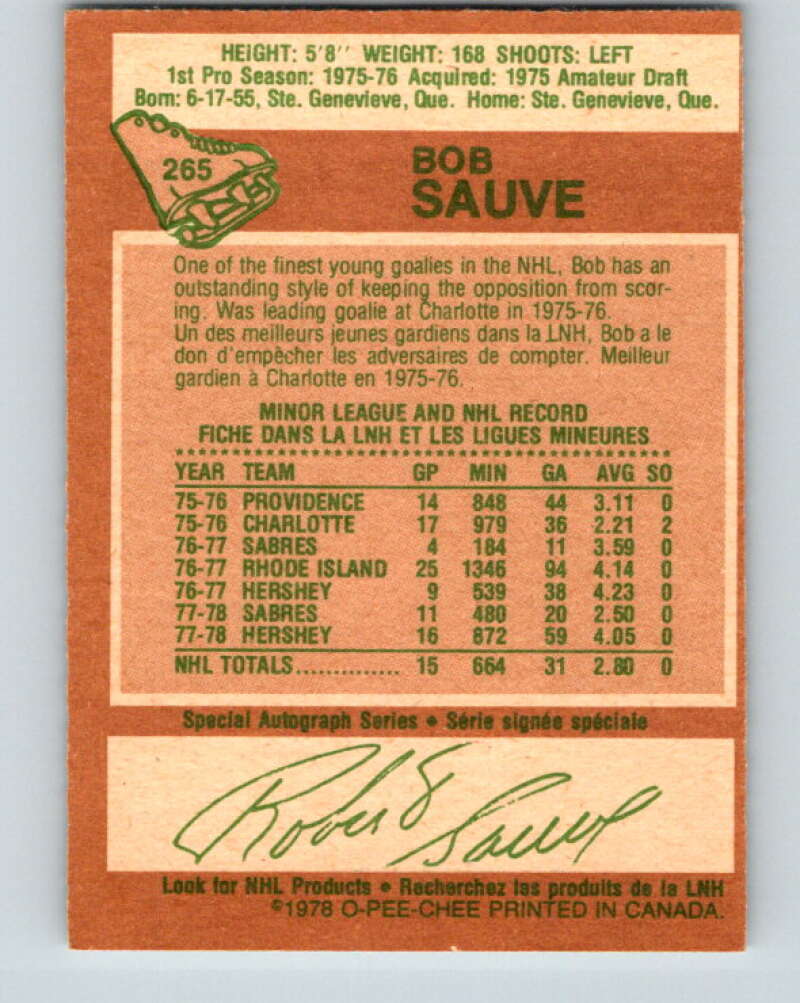 HEIGHT: 5'8'' WEIGHT: 168 SHOOTS: LEFT
1st Pro Season: 1975-76 Acquired: 1975 Amateur Draft
Born: 6-17-55, Ste. Genevieve, Que. Home: Ste. Genevieve, Que.
265
BOB
SAUVE
One of the finest young goalies in the NHL, Bob has an
outstanding style of keeping the opposition from scor-
ing. Was leading goalie at Charlotte in 1975-76.
Un des meilleurs jeunes gardiens dans la LNH, Bob a le
don d'empêcher les adversaires de compter. Meilleur
gardien à Charlotte en 1975-76.
MINOR LEAGUE AND NHL RECORD
FICHE DANS LA LNH ET LES LIGUES MINEURES
YEAR TEAM GP MIN GA AVG SO
75-76 PROVIDENCE 14 848 44 3.11 0
75-76 CHARLOTTE 17 979 36 2.21 2
76-77 SABRES 4 184 11 3.59 0
76-77 RHODE ISLAND 25 1346 94 4.14 0
76-77 HERSHEY 9 539 38 4.23 0
77-78 SABRES 11 480 20 2.50 0
77-78 HERSHEY 16 872 59 4.05 0
NHL TOTALS.............. 15 664 31 2.80 0
Special Autograph Series • Série signée spéciale
Robert Sauve
Look for NHL Products • Recherchez les produits de la LNH
©1978 O-PEE-CHEE PRINTED IN CANADA.